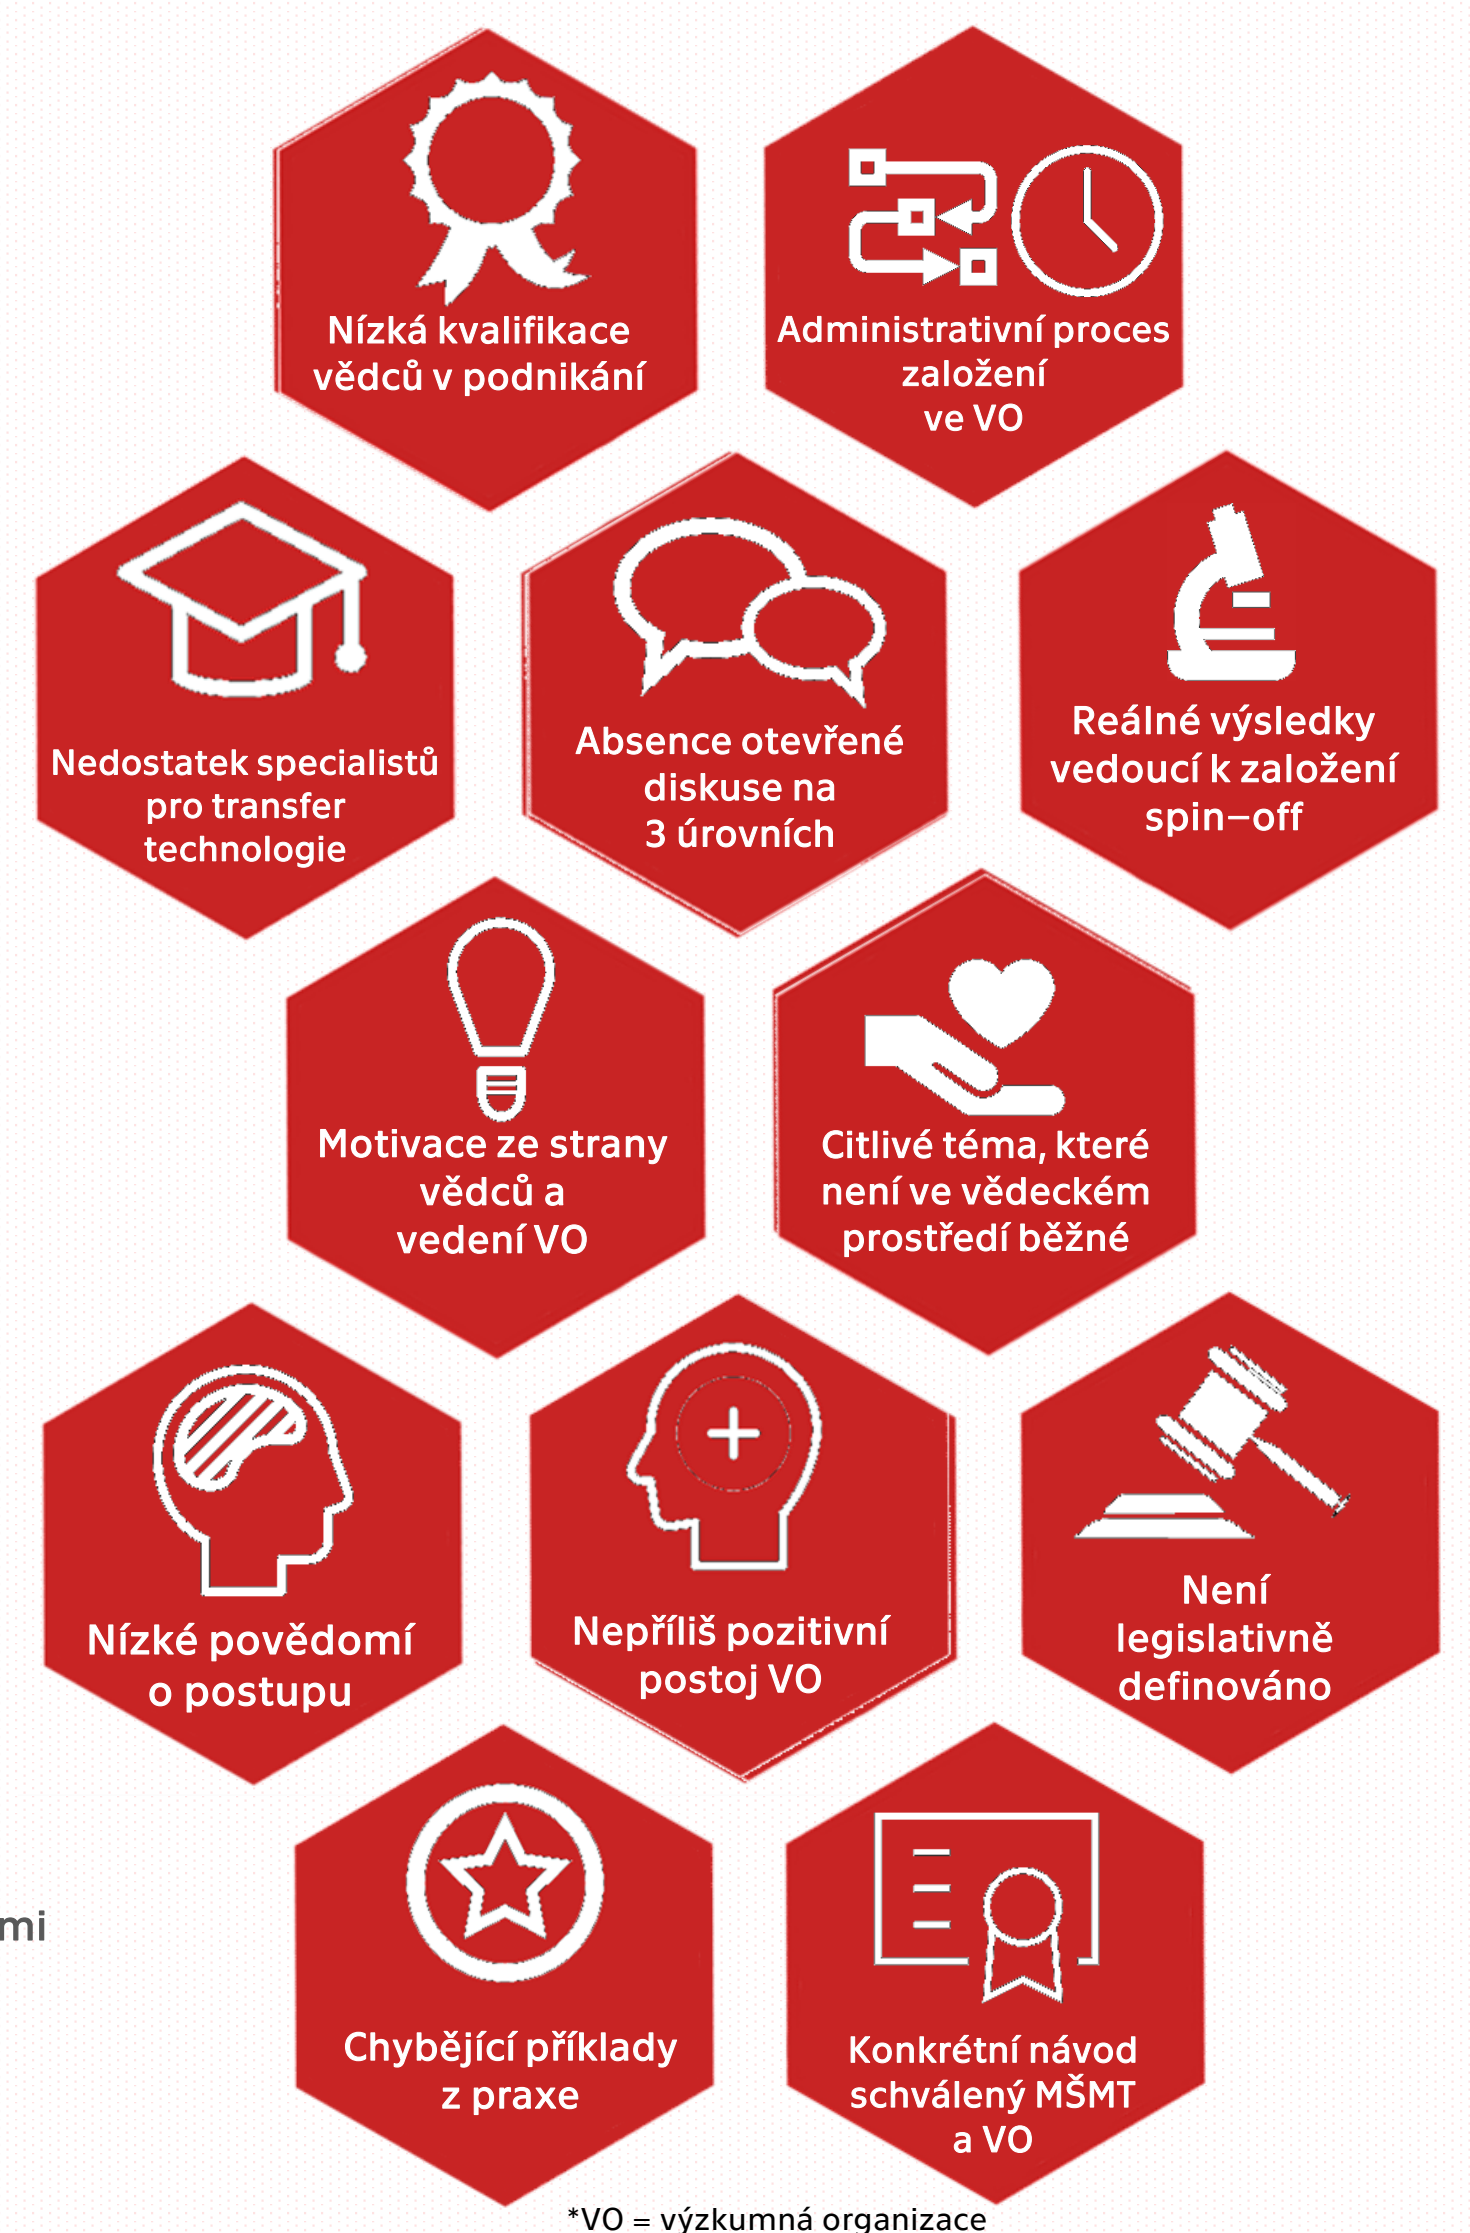 Nízká kvalifikace
vědců v podnikání
Administrativní proces
založení
ve VO
Nedostatek specialistů
pro transfer
technologie
Absence otevřené
diskuse na
3 úrovních
Reálné výsledky
vedoucí k založení
spin–off
Motivace ze strany
vědců a
vedení VO
Citlivé téma, které
není ve vědeckém
prostředí běžné
Nízké povědomí
o postupu
Nepříliš pozitivní
postoj VO
Není
legislativně
definováno
mi
Chybějící příklady
z praxe
Konkrétní návod
schválený MŠMT
a VO
*VO = výzkumná organizace